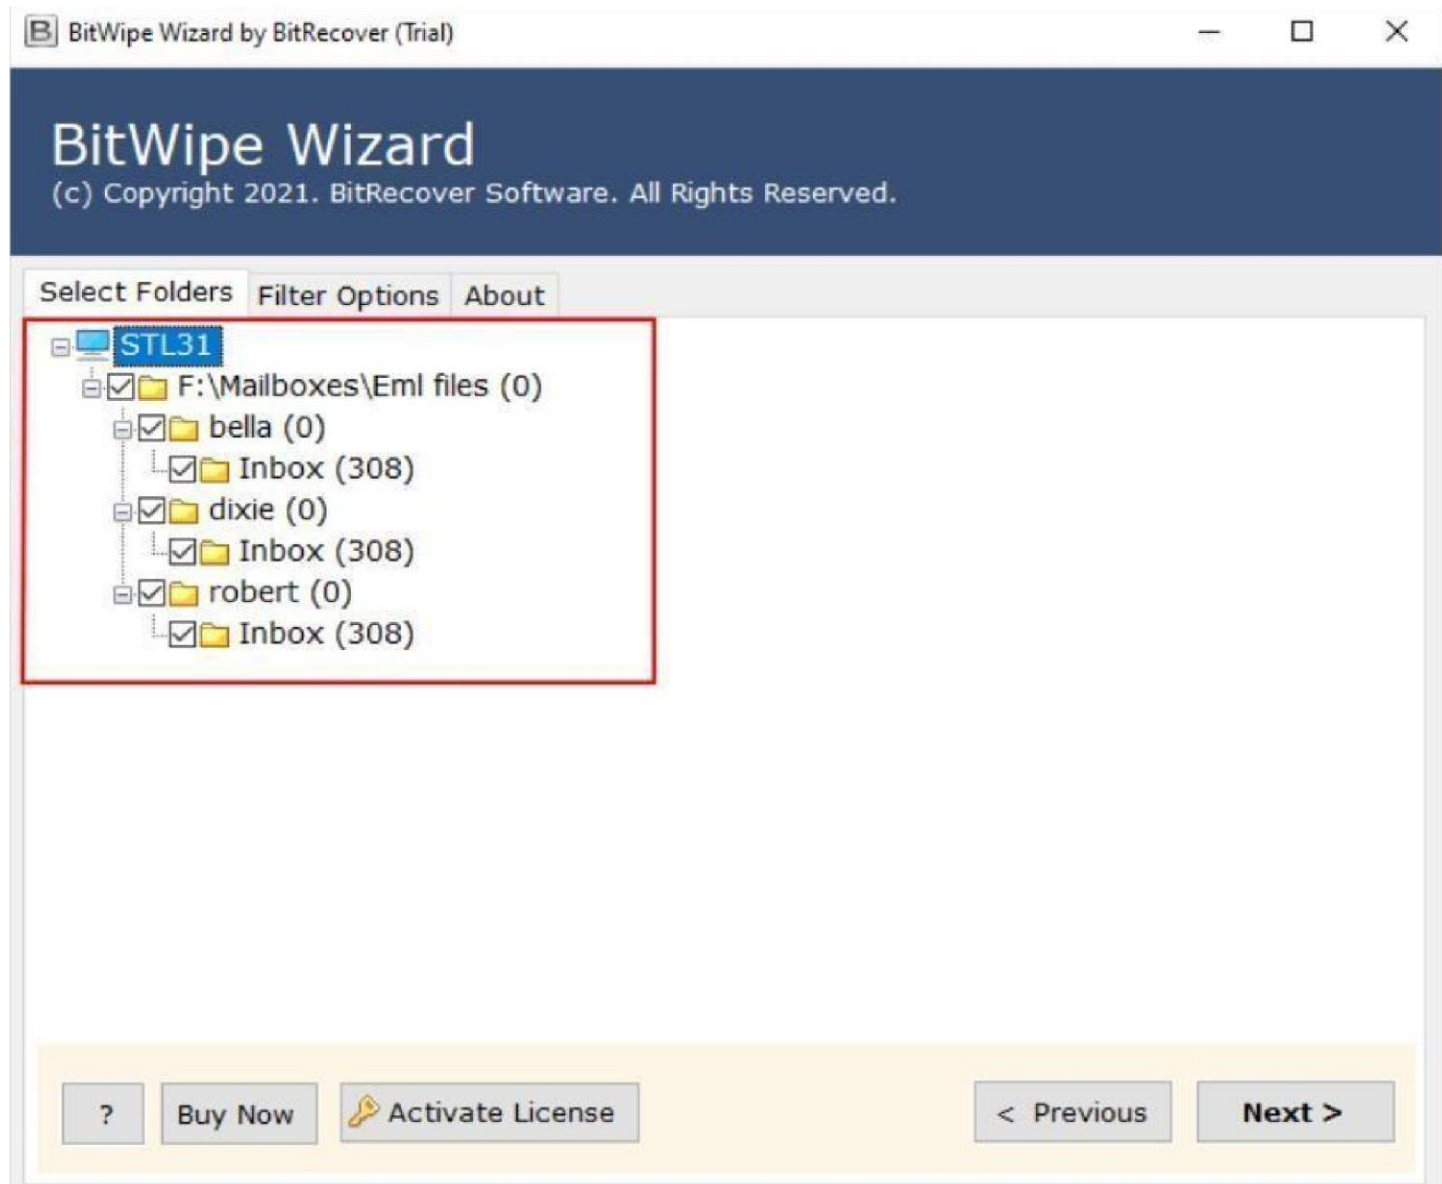 BitWipe Wizard by BitRecover (Trial)
BitWipe Wizard
(c) Copyright 2021. BitRecover Software. All Rights Reserved.
Select Folders Filter Options About
STL31
F:\Mailboxes\Eml files (0)
bella (0)
Inbox (308)
dixie (0)
Inbox (308)
robert (0)
Inbox (308)
? Buy Now Activate License < Previous Next >